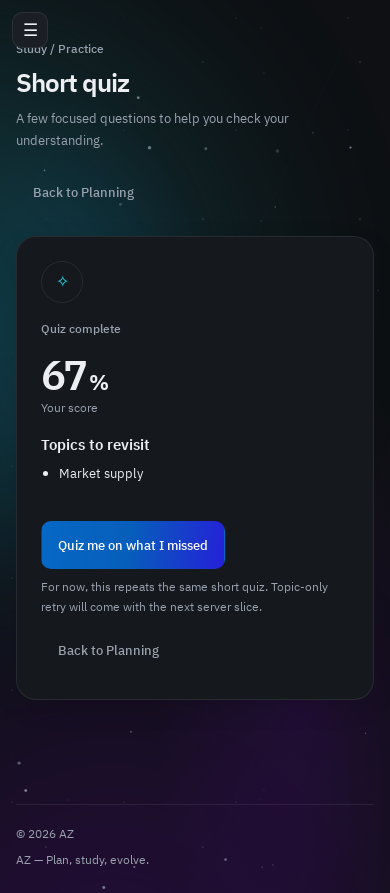 Study / Practice
Short quiz
A few focused questions to help you check your
understanding.
Back to Planning
Quiz complete
67%
Your score
Topics to revisit
• Market supply
Quiz me on what I missed
For now, this repeats the same short quiz. Topic-only
retry will come with the next server slice.
Back to Planning
© 2026 AZ
AZ — Plan, study, evolve.